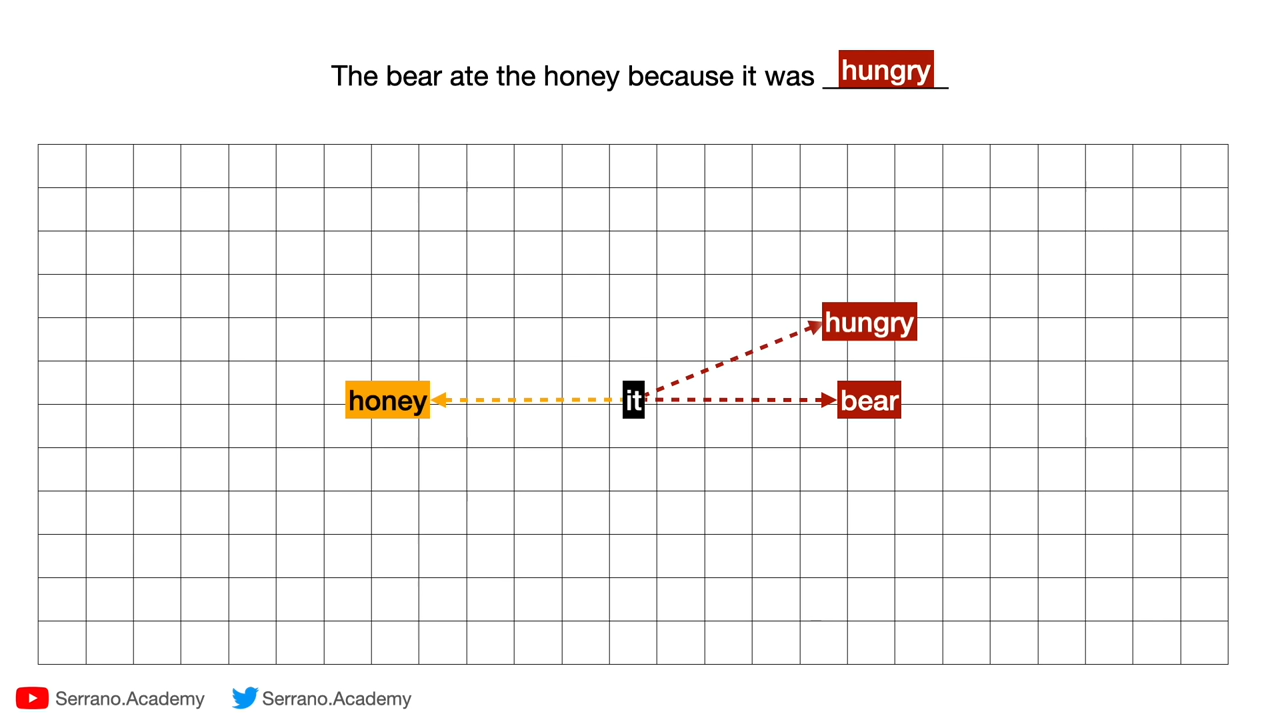 The bear ate the honey because it was hungry
hungry
honey it bear
Serrano.Academy Serrano.Academy